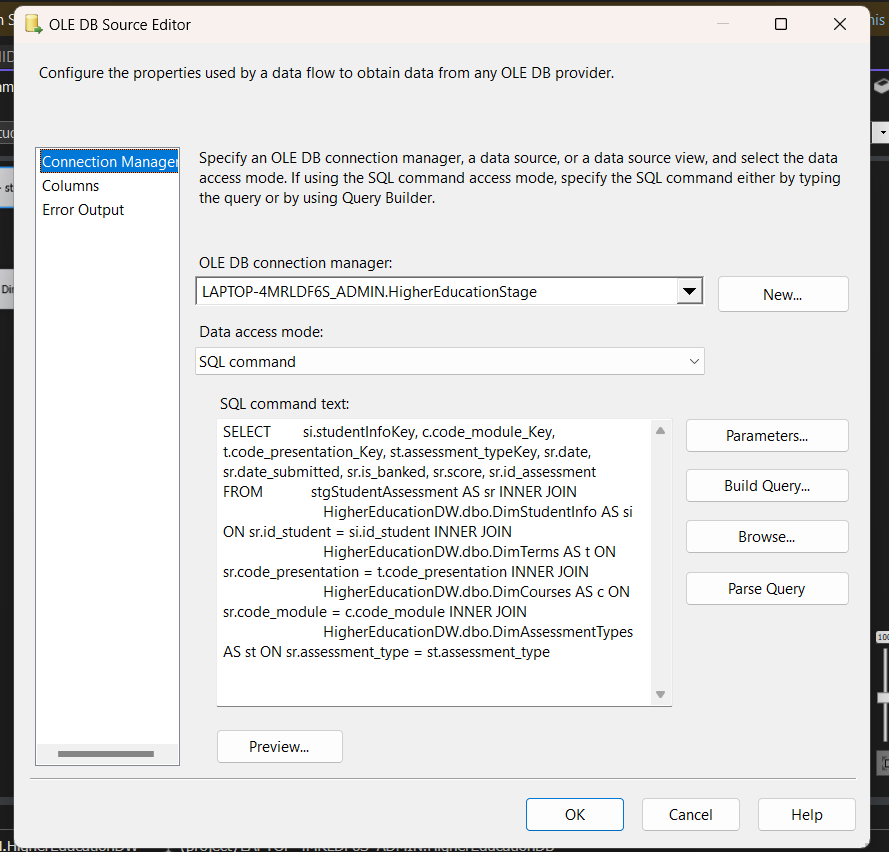 OLE DB Source Editor
Configure the properties used by a data flow to obtain data from any OLE DB provider.
Connection Manager
Columns
Error Output
Specify an OLE DB connection manager, a data source, or a data source view, and select the data
access mode. If using the SQL command access mode, specify the SQL command either by typing
the query or by using Query Builder.
OLE DB connection manager:
LAPTOP-4MRLDF6S_ADMIN.HigherEducationStage
New...
Data access mode:
SQL command
SQL command text:
SELECT si.studentInfoKey, c.code_module_Key,
t.code_presentation_Key, st.assessment_typeKey, sr.date,
sr.date_submitted, sr.is_banked, sr.score, sr.id_assessment
FROM stgStudentAssessment AS sr INNER JOIN
HigherEducationDW.dbo.DimStudentInfo AS si
ON sr.id_student = si.id_student INNER JOIN
HigherEducationDW.dbo.DimTerms AS t ON
sr.code_presentation = t.code_presentation INNER JOIN
HigherEducationDW.dbo.DimCourses AS c ON
sr.code_module = c.code_module INNER JOIN
HigherEducationDW.dbo.DimAssessmentTypes
AS st ON sr.assessment_type = st.assessment_type
Parameters...
Build Query...
Browse...
Parse Query
Preview...
OK
Cancel
Help